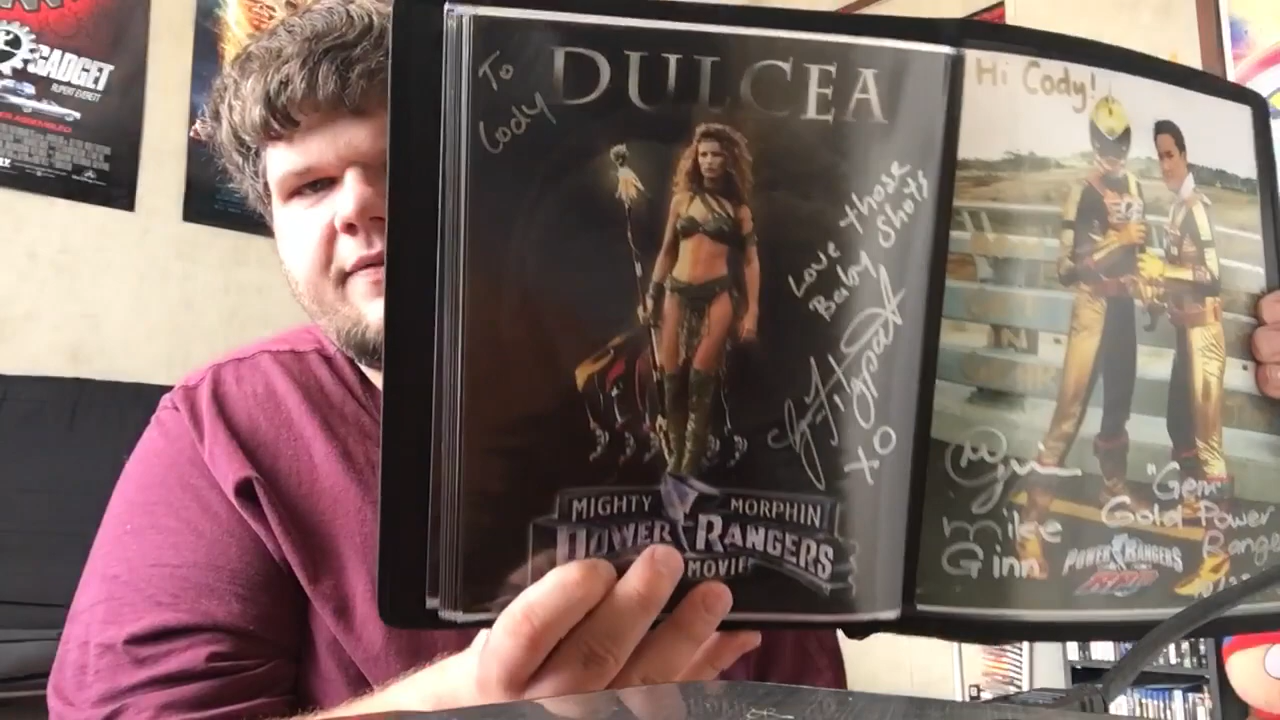 GADGET
RUPERT EVERETT
To
Cody
DULCEA
Love those
Baby Shots
XO
MIGHTY MORPHIN
POWER RANGERS
MOVIE
Hi Cody!
Mike
Ginn
"Gem"
Gold Power
Range
POWER RANGERS
RPM